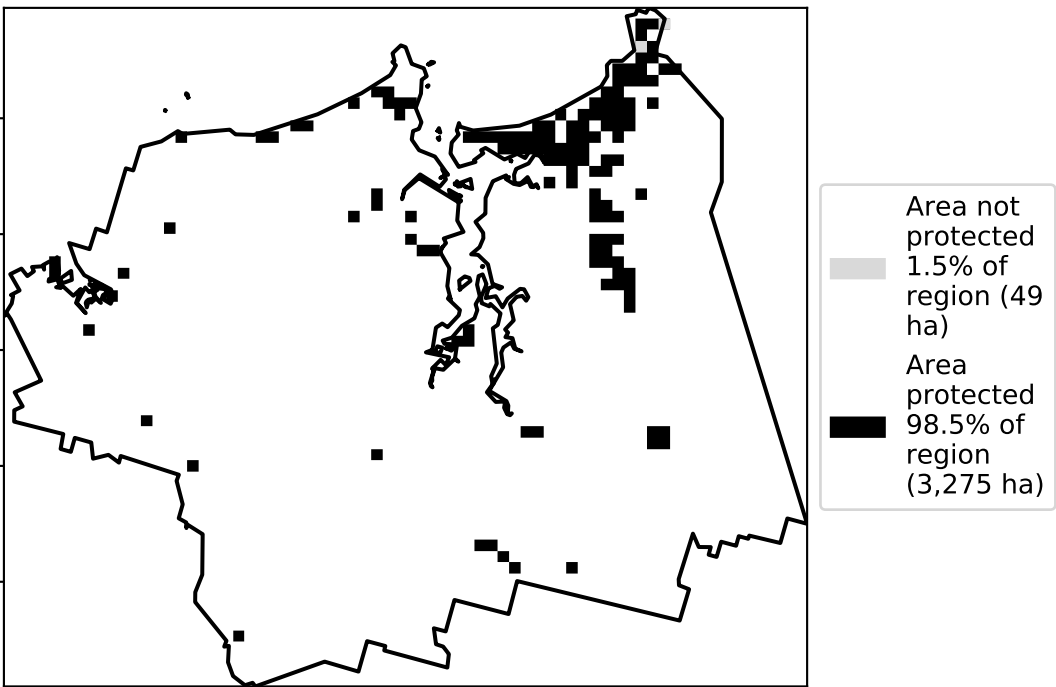 Area not
protected
1.5% of
region (49
ha)
Area
protected
98.5% of
region
(3,275 ha)